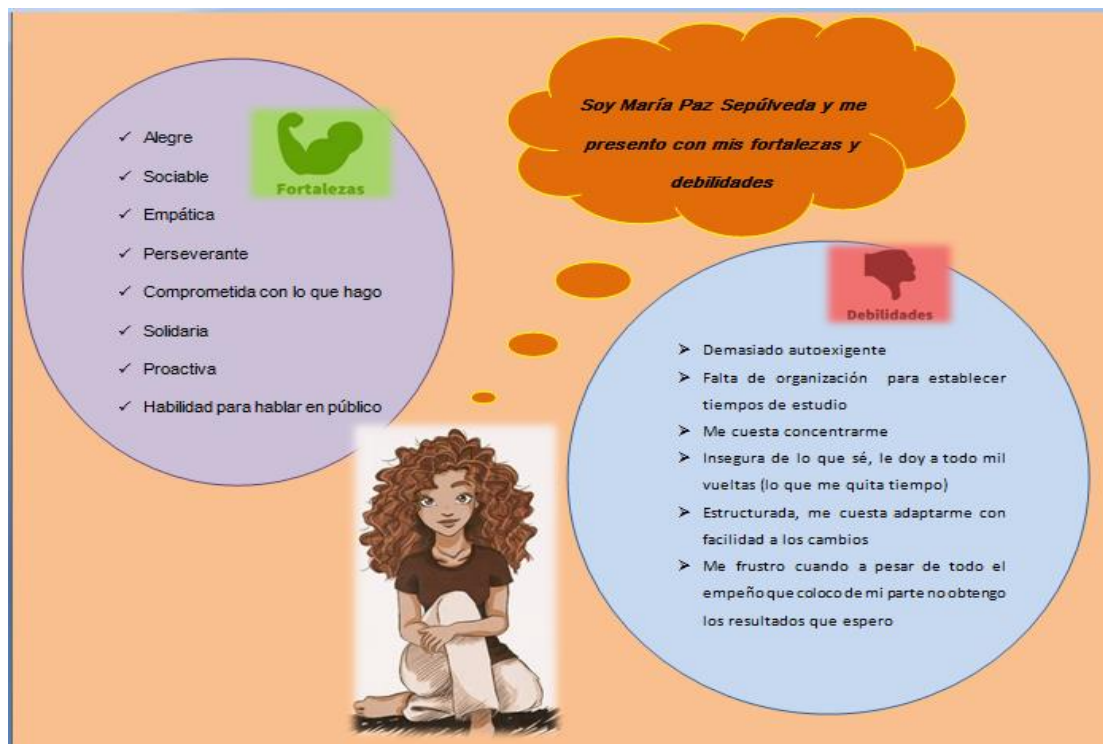 Soy María Paz Sepúlveda y me
presento con mis fortalezas y
debilidades
Fortalezas
✓ Alegre
✓ Sociable
✓ Empática
✓ Perseverante
✓ Comprometida con lo que hago
✓ Solidaria
✓ Proactiva
✓ Habilidad para hablar en público
Debilidades
➤ Demasiado autoexigente
➤ Falta de organización para establecer
tiempos de estudio
➤ Me cuesta concentrarme
➤ Insegura de lo que sé, le doy a todo mil
vueltas (lo que me quita tiempo)
➤ Estructurada, me cuesta adaptarme con
facilidad a los cambios
➤ Me frustro cuando a pesar de todo el
empeño que coloco de mi parte no obtengo
los resultados que espero